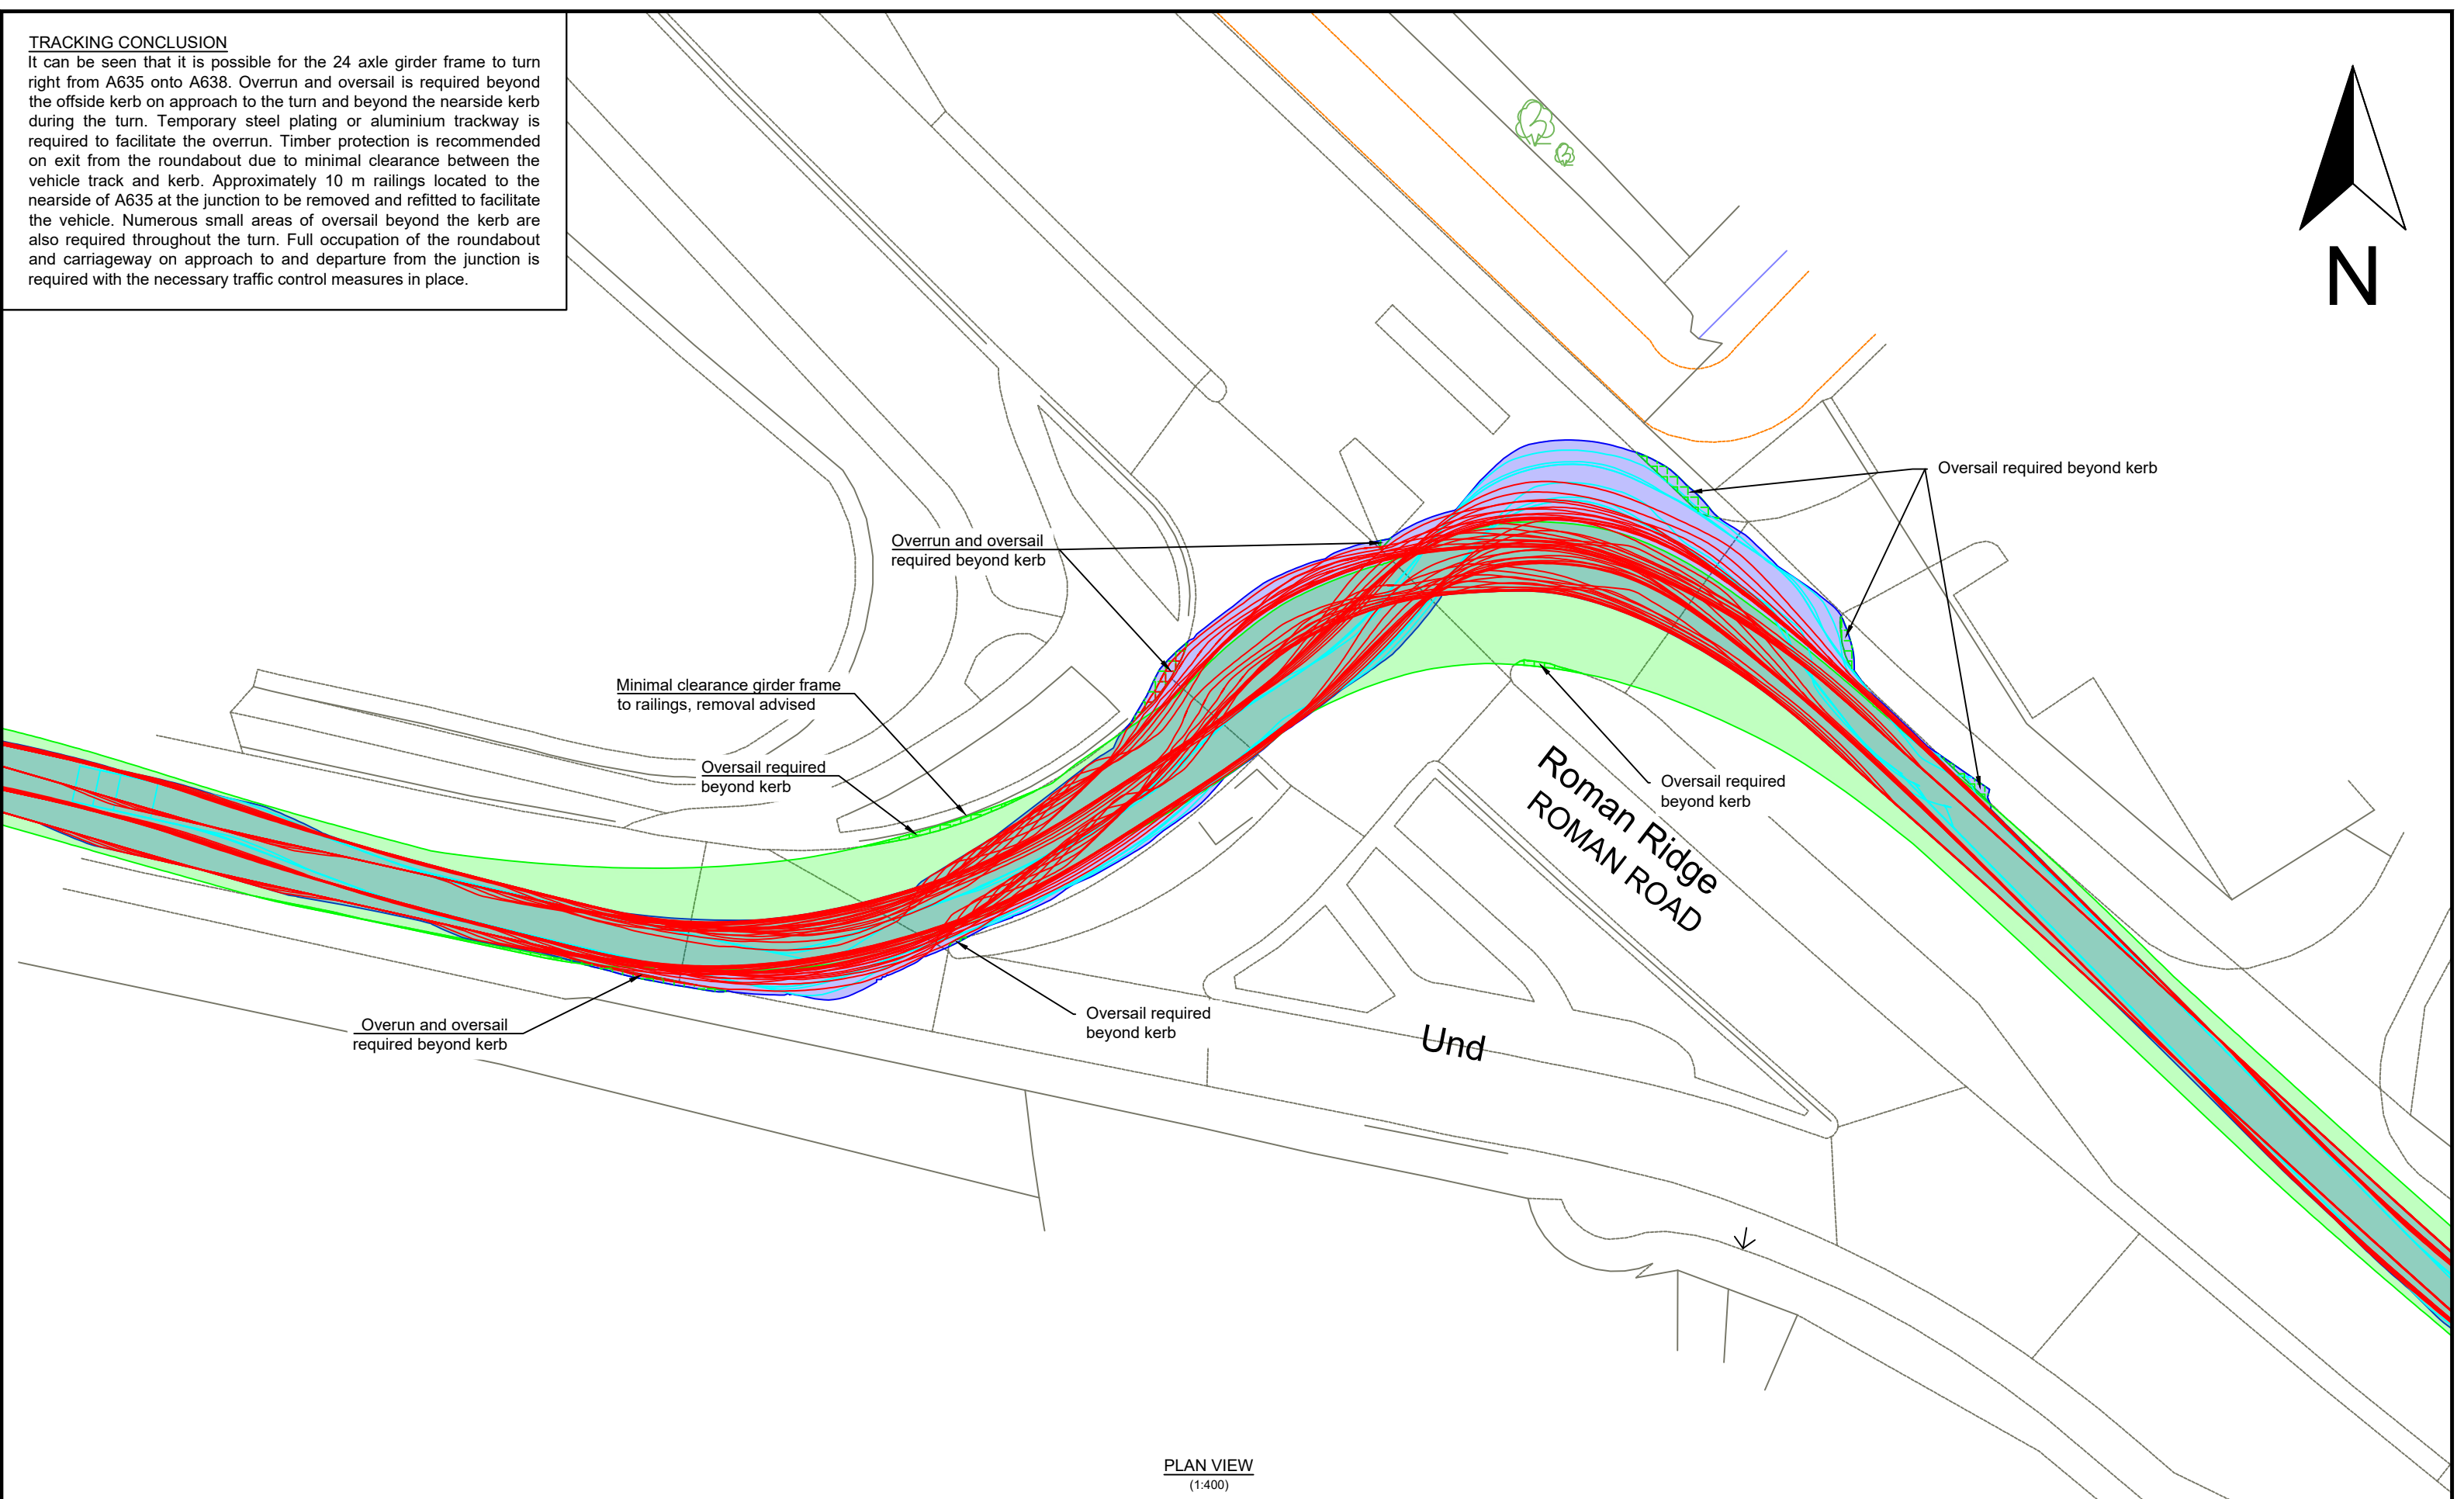 TRACKING CONCLUSION
It can be seen that it is possible for the 24 axle girder frame to turn
right from A635 onto A638. Overrun and oversail is required beyond
the offside kerb on approach to the turn and beyond the nearside kerb
during the turn. Temporary steel plating or aluminium trackway is
required to facilitate the overrun. Timber protection is recommended
on exit from the roundabout due to minimal clearance between the
vehicle track and kerb. Approximately 10 m railings located to the
nearside of A635 at the junction to be removed and refitted to facilitate
the vehicle. Numerous small areas of oversail beyond the kerb are
also required throughout the turn. Full occupation of the roundabout
and carriageway on approach to and departure from the junction is
required with the necessary traffic control measures in place.
N
Oversail required beyond kerb
Overrun and oversail
required beyond kerb
Minimal clearance girder frame
to railings, removal advised
Oversail required
beyond kerb
Oversail required
beyond kerb
Roman Ridge
ROMAN ROAD
Overun and oversail
required beyond kerb
Oversail required
beyond kerb
Und
PLAN VIEW
(1:400)